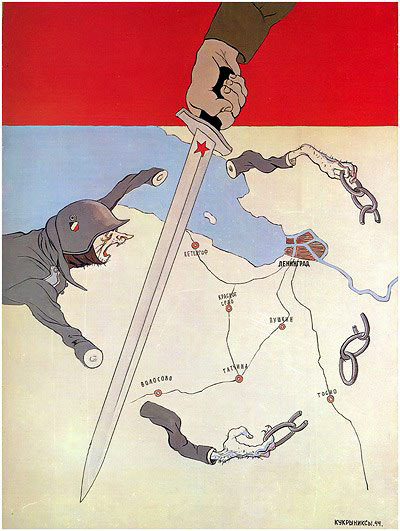 ПЕТЕРГОФ
ЛЕНИНГРАД
КРАСНОЕ
СЕЛО
ПУШКИН
ГАТЧИНА
ВОЛОСОВО
ТОСНО
КУКРЫНИКСЫ.44.